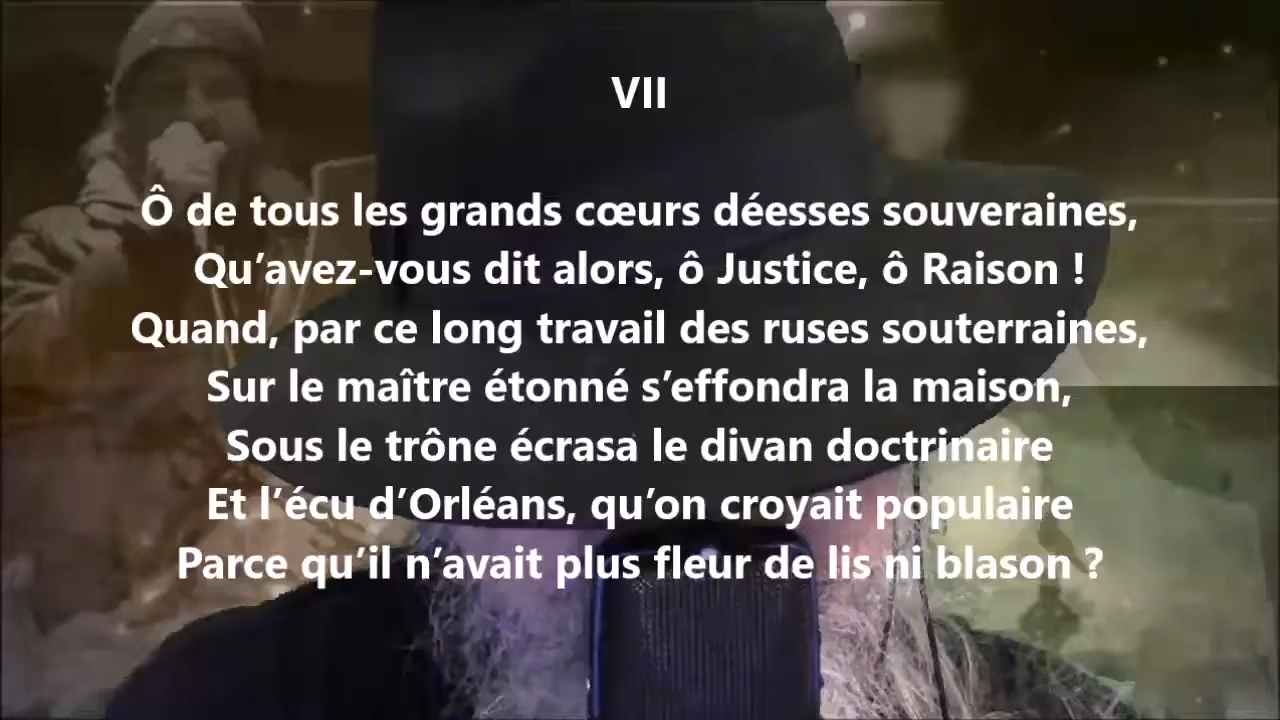 VII
Ô de tous les grands cœurs déesses souveraines,
Qu’avez-vous dit alors, ô Justice, ô Raison !
Quand, par ce long travail des ruses souterraines,
Sur le maître étonné s’effondra la maison,
Sous le trône écrasa le divan doctrinaire
Et l’écu d’Orléans, qu’on croyait populaire
Parce qu’il n’avait plus fleur de lis ni blason ?